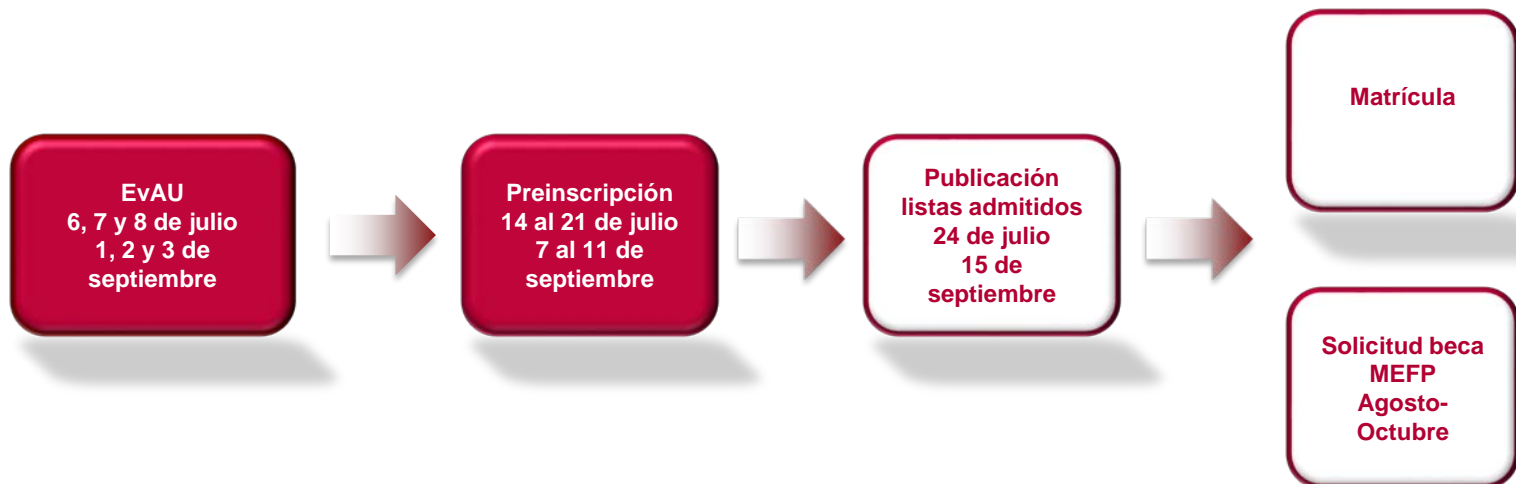 EvAU
6, 7 y 8 de julio
1, 2 y 3 de
septiembre
Preinscripción
14 al 21 de julio
7 al 11 de
septiembre
Publicación
listas admitidos
24 de julio
15 de
septiembre
Matrícula
Solicitud beca
MEFP
Agosto-
Octubre